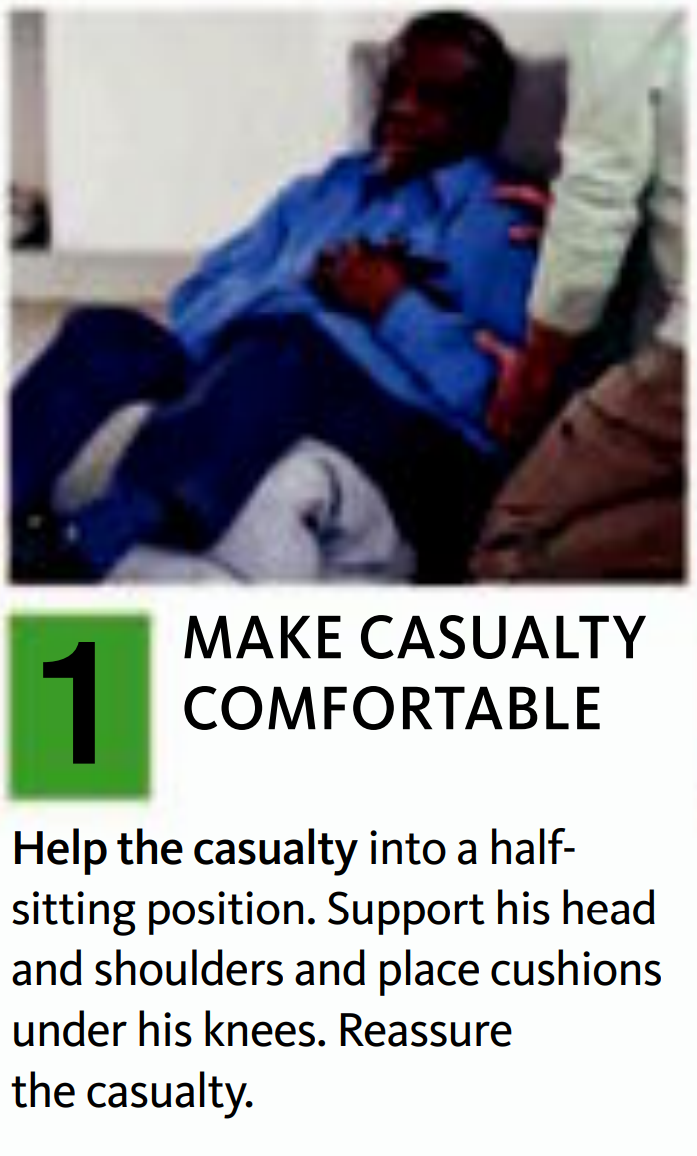 1
MAKE CASUALTY
COMFORTABLE
Help the casualty into a half-
sitting position. Support his head
and shoulders and place cushions
under his knees. Reassure
the casualty.